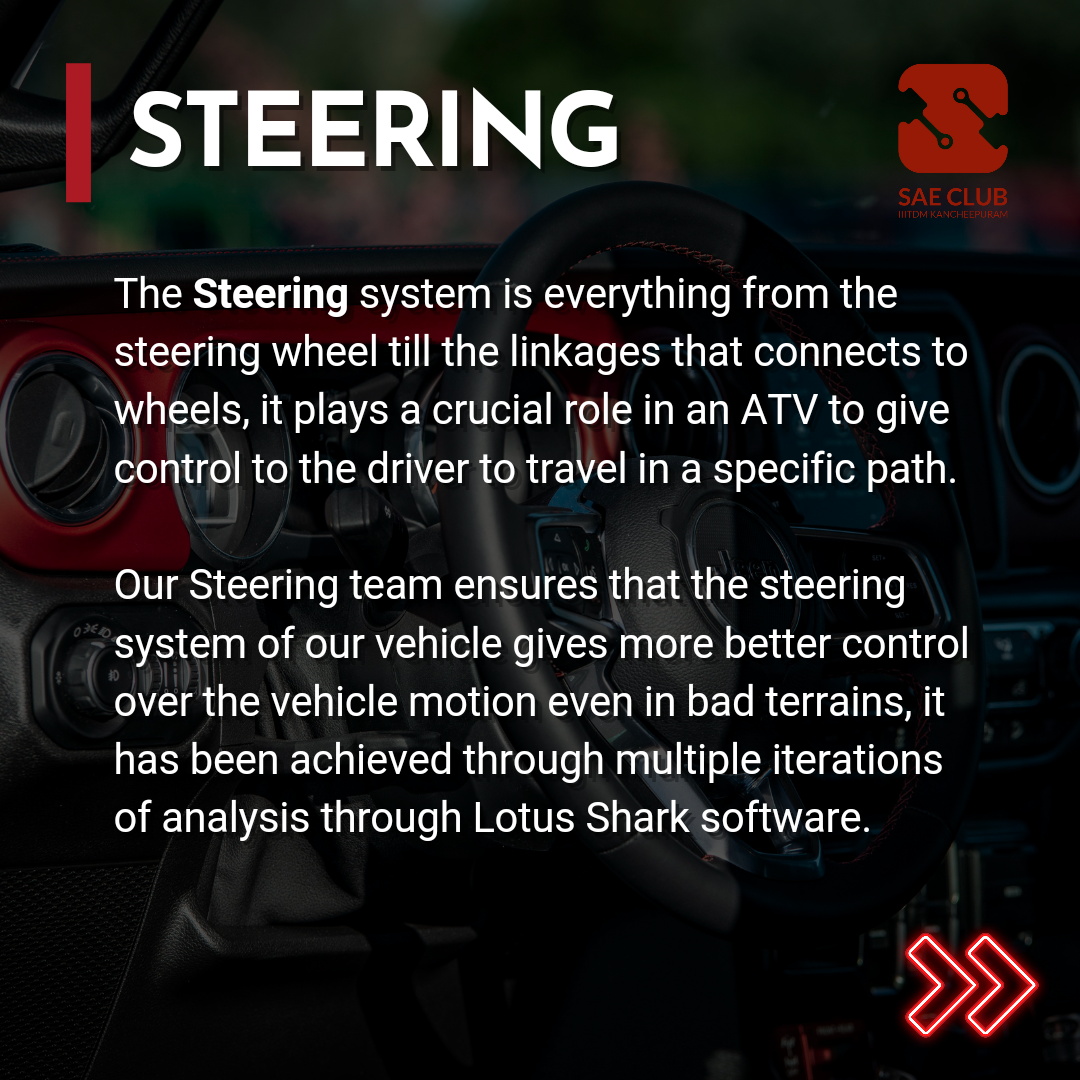 STEERING
SAE CLUB
IIITDM KANCHEEPURAM
The Steering system is everything from the
steering wheel till the linkages that connects to
wheels, it plays a crucial role in an ATV to give
control to the driver to travel in a specific path.
Our Steering team ensures that the steering
system of our vehicle gives more better control
over the vehicle motion even in bad terrains, it
has been achieved through multiple iterations
of analysis through Lotus Shark software.